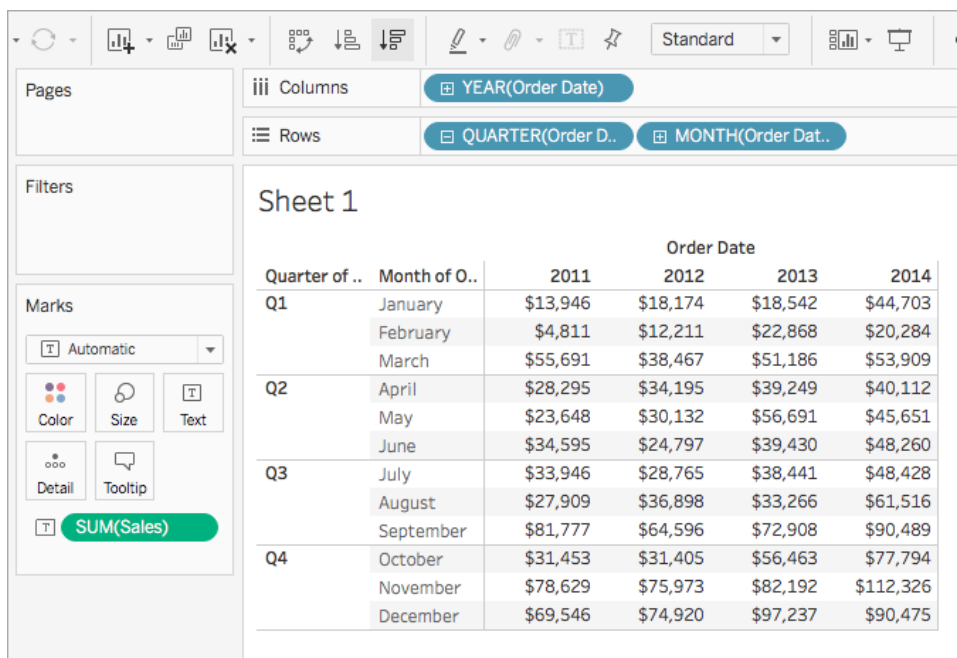 Standard
Pages
Columns
YEAR(Order Date)
Rows
QUARTER(Order D..
MONTH(Order Dat..
Filters
Sheet 1
Order Date
Quarter of .. Month of O.. 2011 2012 2013 2014
Q1 January $13,946 $18,174 $18,542 $44,703
February $4,811 $12,211 $22,868 $20,284
March $55,691 $38,467 $51,186 $53,909
Q2 April $28,295 $34,195 $39,249 $40,112
May $23,648 $30,132 $56,691 $45,651
June $34,595 $24,797 $39,430 $48,260
Q3 July $33,946 $28,765 $38,441 $48,428
August $27,909 $36,898 $33,266 $61,516
September $81,777 $64,596 $72,908 $90,489
Q4 October $31,453 $31,405 $56,463 $77,794
November $78,629 $75,973 $82,192 $112,326
December $69,546 $74,920 $97,237 $90,475
Marks
T Automatic
Color Size T Text
Detail Tooltip
T SUM(Sales)